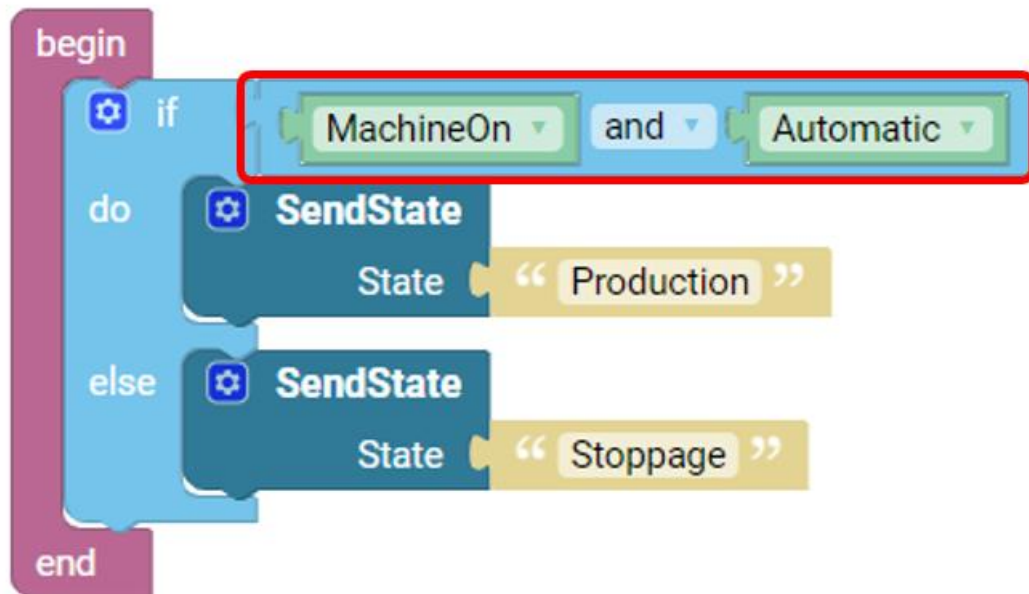 begin
if MachineOn and Automatic
do SendState
State “ Production ”
else SendState
State “ Stoppage ”
end